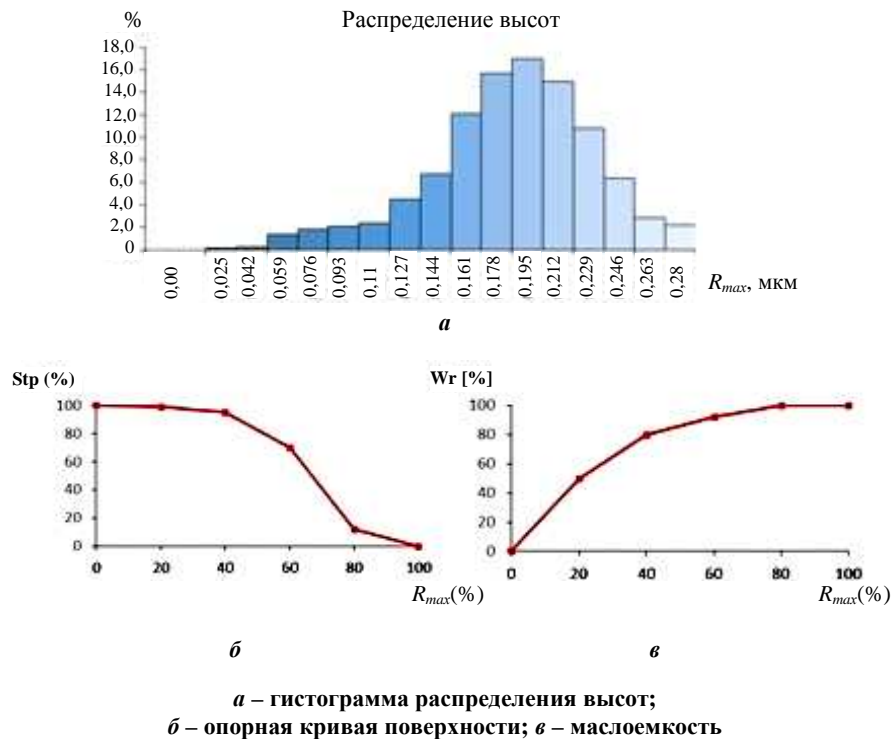 % Распределение высот
18,0
16,0
14,0
12,0
10,0
8,0
6,0
4,0
2,0
0
0,00 0,025 0,042 0,059 0,076 0,093 0,11 0,127 0,144 0,161 0,178 0,195 0,212 0,229 0,246 0,263 0,28 Rmax, мкм
а
Stp (%)
100
80
60
40
20
0
0 20 40 60 80 100
Rmax(%)
б
Wr [%]
100
80
60
40
20
0
0 20 40 60 80 100
Rmax(%)
в
а – гистограмма распределения высот;
б – опорная кривая поверхности; в – маслоемкость